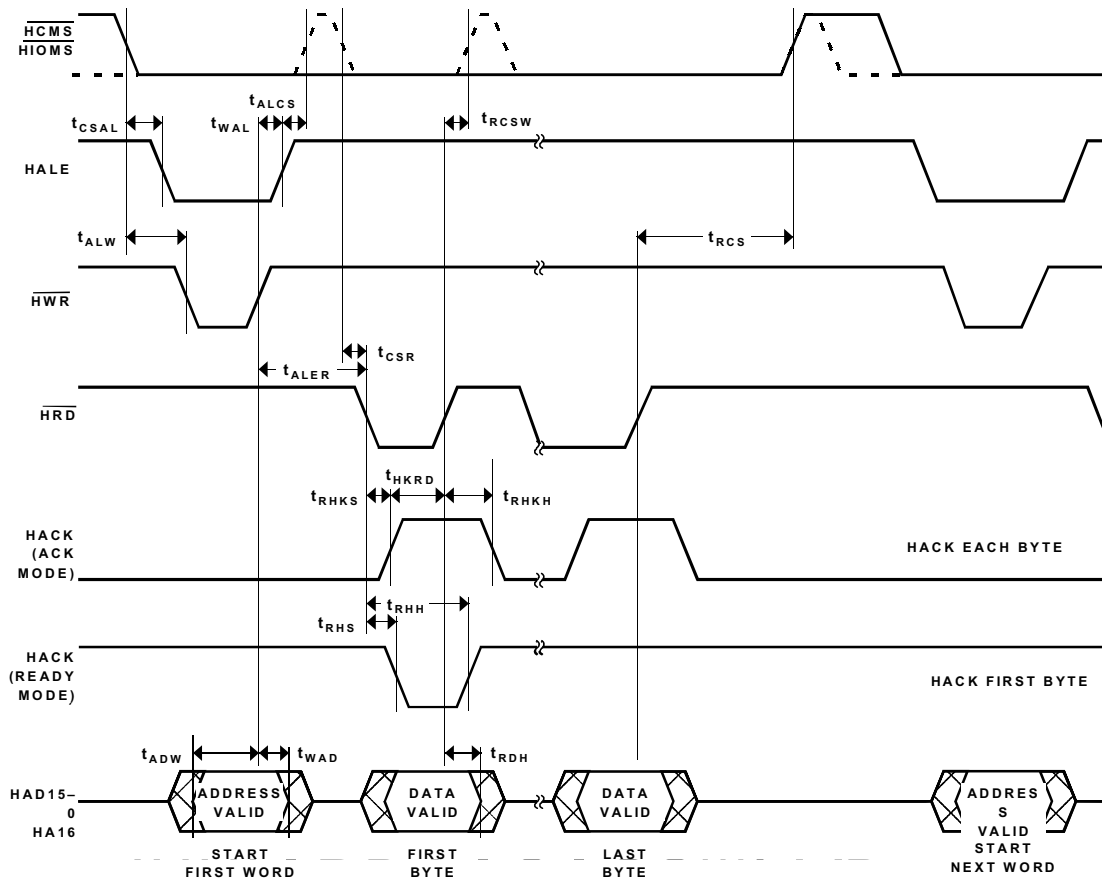 HCMS
HIOMS
tALCS
tCSAL
tWAL
tRCSW
HALE
tALW
tRCS
HWR
tCSR
tALER
HRD
tHKRD
tRHKS
tRHKH
HACK
(ACK
MODE)
HACK EACH BYTE
tRHH
tRHS
HACK
(READY
MODE)
HACK FIRST BYTE
tADW
tWAD
tRDH
HAD15–
0
HA16
ADDRESS
VALID
DATA
VALID
DATA
VALID
ADDRES
S
VALID
START
FIRST WORD
FIRST
BYTE
LAST
BYTE
START
NEXT WORD